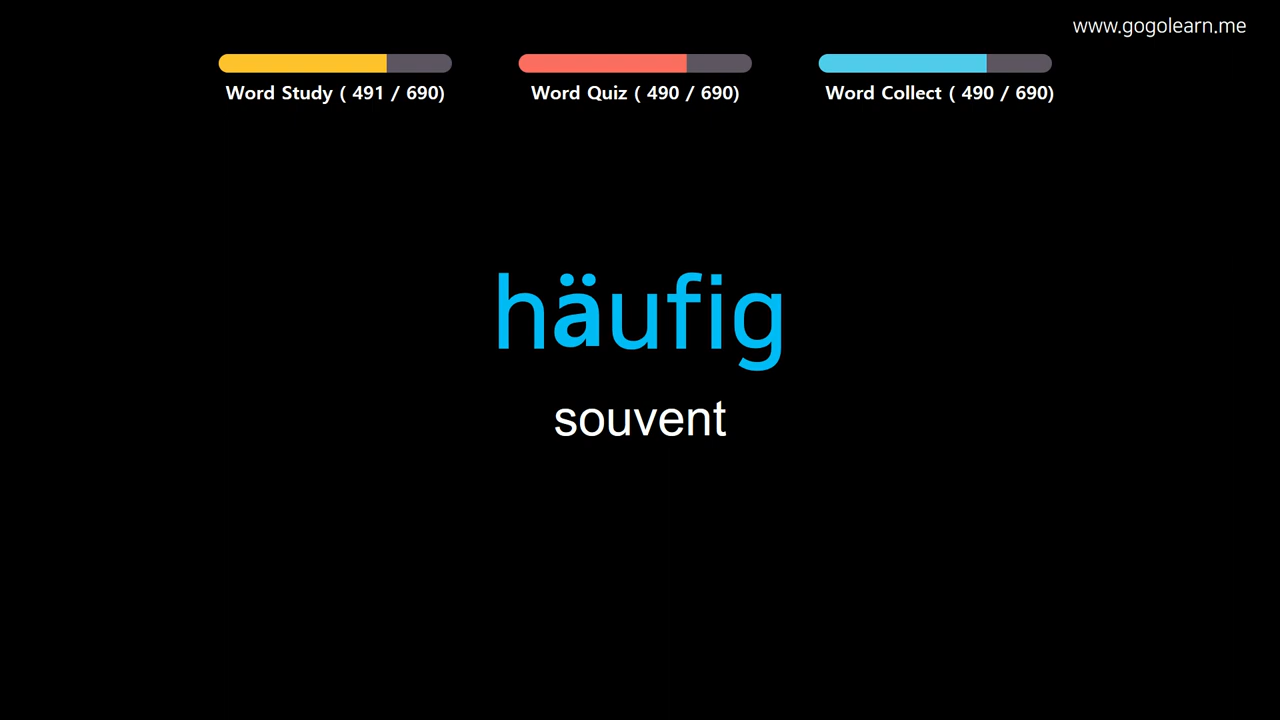 www.gogolearn.me
Word Study ( 491 / 690)
Word Quiz ( 490 / 690)
Word Collect ( 490 / 690)
häufig
souvent